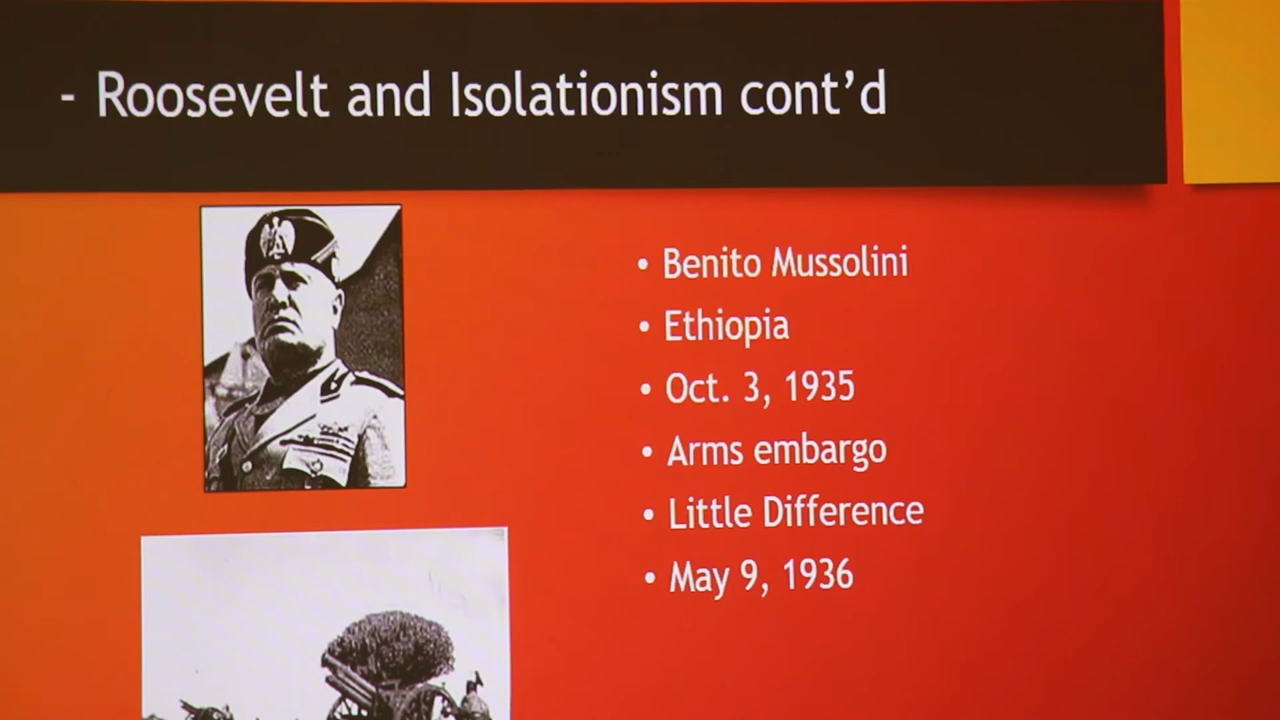 - Roosevelt and Isolationism cont’d
• Benito Mussolini
• Ethiopia
• Oct. 3, 1935
• Arms embargo
• Little Difference
• May 9, 1936